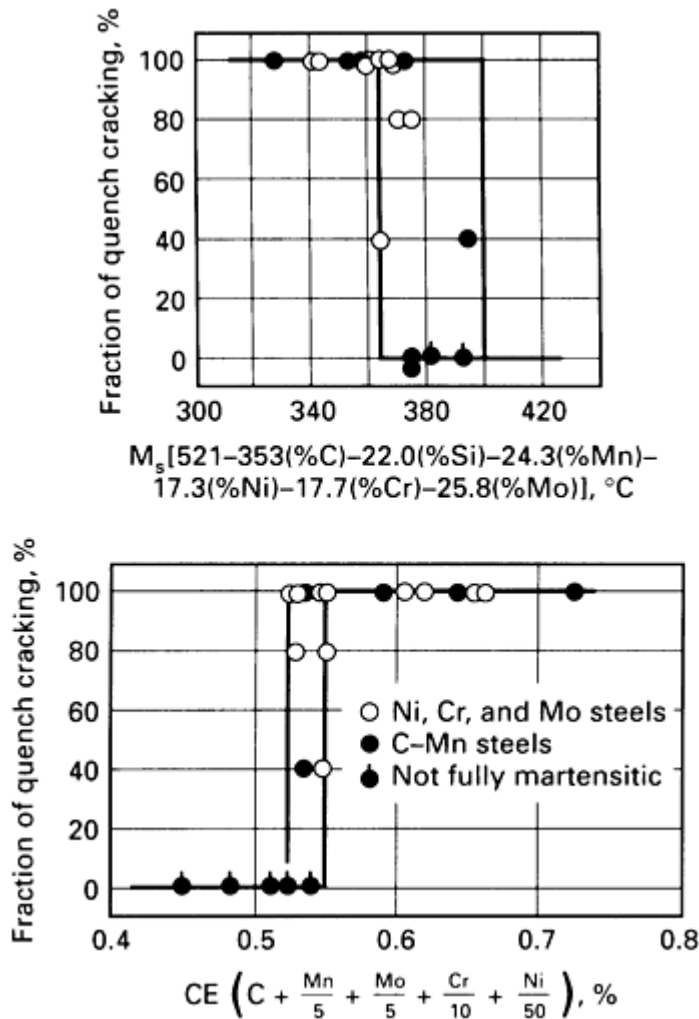 Fraction of quench cracking, %
100
80
60
40
20
0
300 340 380 420
Ms[521–353(%C)–22.0(%Si)–24.3(%Mn)–
17.3(%Ni)–17.7(%Cr)–25.8(%Mo)], °C
Fraction of quench cracking, %
100
80
60
40
20
0
Ni, Cr, and Mo steels
C–Mn steels
Not fully martensitic
0.4 0.5 0.6 0.7 0.8
CE (C + Mn/5 + Mo/5 + Cr/10 + Ni/50), %